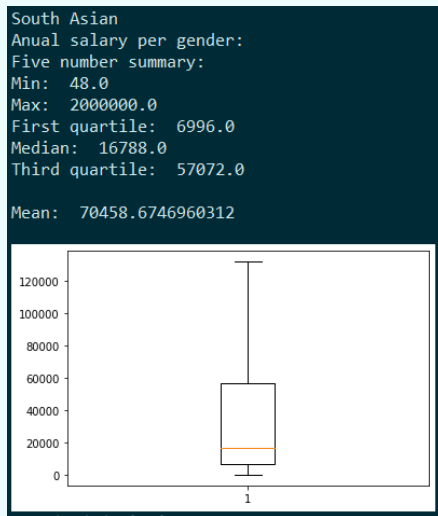 South Asian
Anual salary per gender:
Five number summary:
Min:  48.0
Max:  2000000.0
First quartile:  6996.0
Median:  16788.0
Third quartile:  57072.0
Mean:  70458.6746960312
120000
100000
80000
60000
40000
20000
0
1